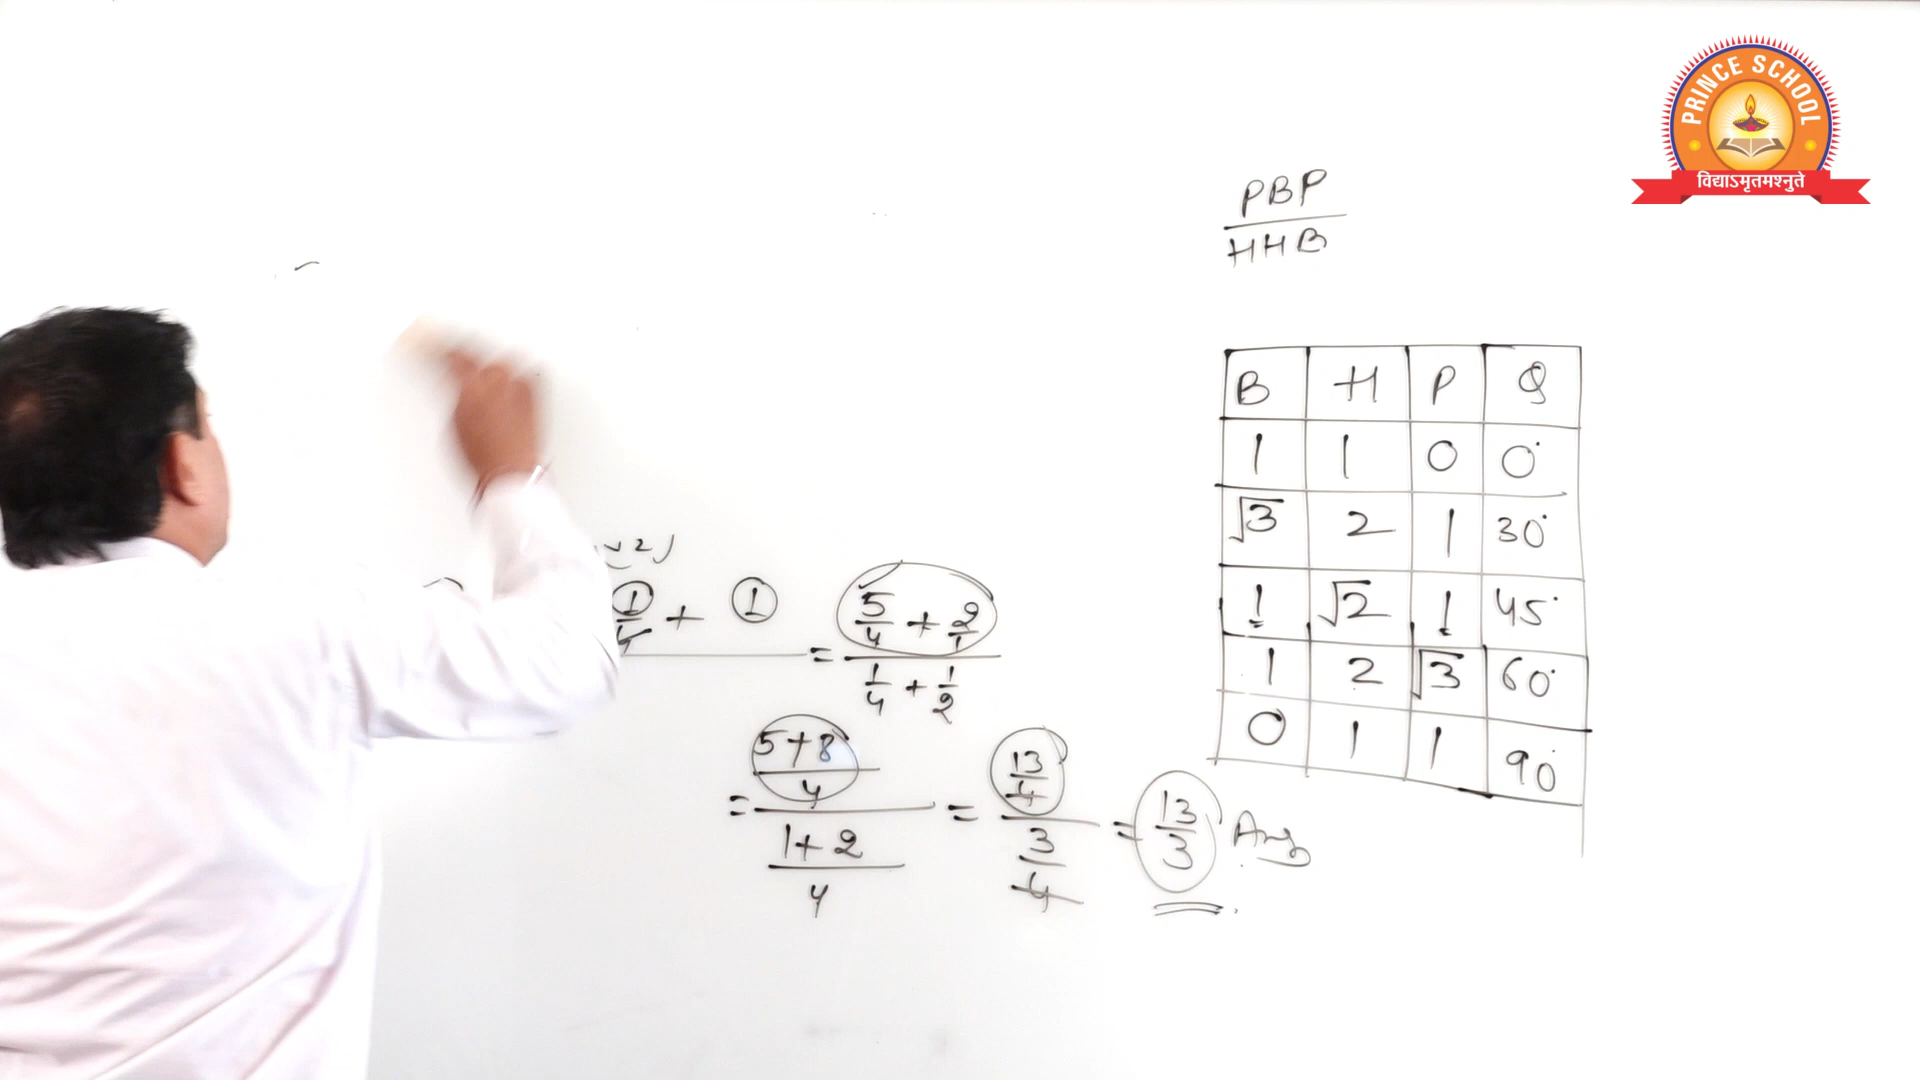 PRINCE SCHOOL
विद्याऽमृतमश्नुते
PBP
HHB
B H P θ
1 1 0 0°
√3 2 1 30°
1 √2 1 45°
1 2 √3 60°
0 1 1 90°
+ 1 = (5/4 + 2/1) / (1/4 + 1/2)
= ((5+8)/4) / ((1+2)/4) = (13/4) / (3/4) = 13/3 Ans